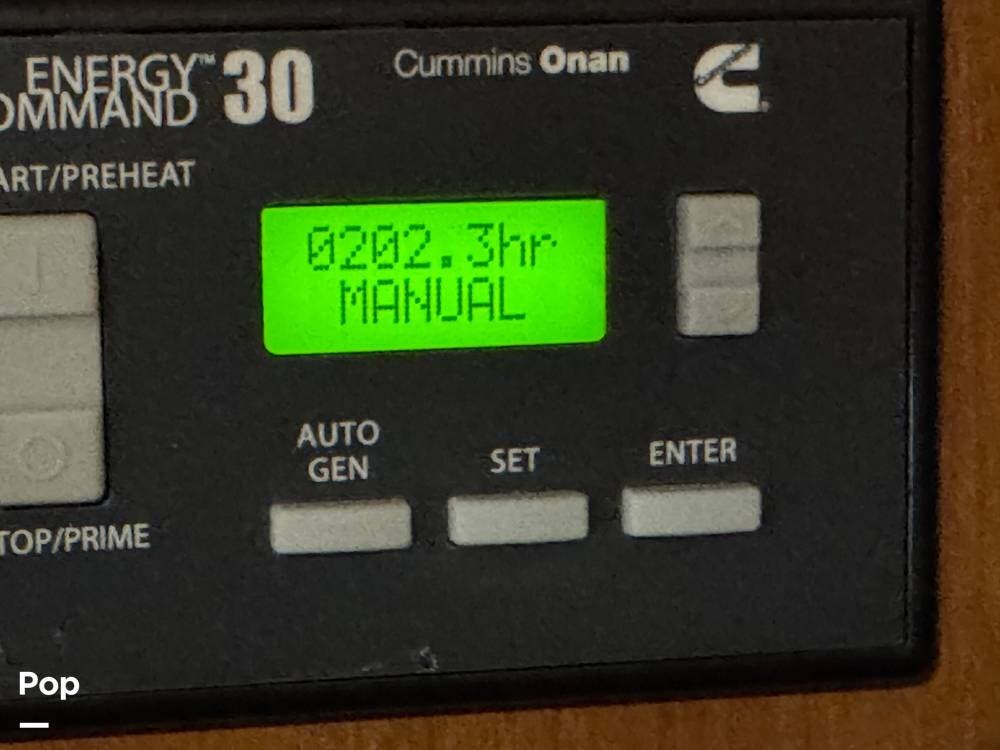 ENERGY™ 30
OMMAND
Cummins Onan
ART/PREHEAT
0202.3hr
MANUAL
AUTO
GEN
SET
ENTER
TOP/PRIME
Pop